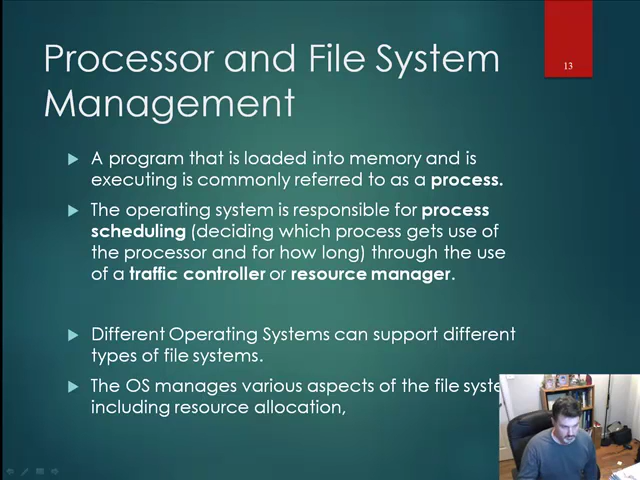 Processor and File System
Management
13
A program that is loaded into memory and is
executing is commonly referred to as a process.
The operating system is responsible for process
scheduling (deciding which process gets use of
the processor and for how long) through the use
of a traffic controller or resource manager.
Different Operating Systems can support different
types of file systems.
The OS manages various aspects of the file syste
including resource allocation,